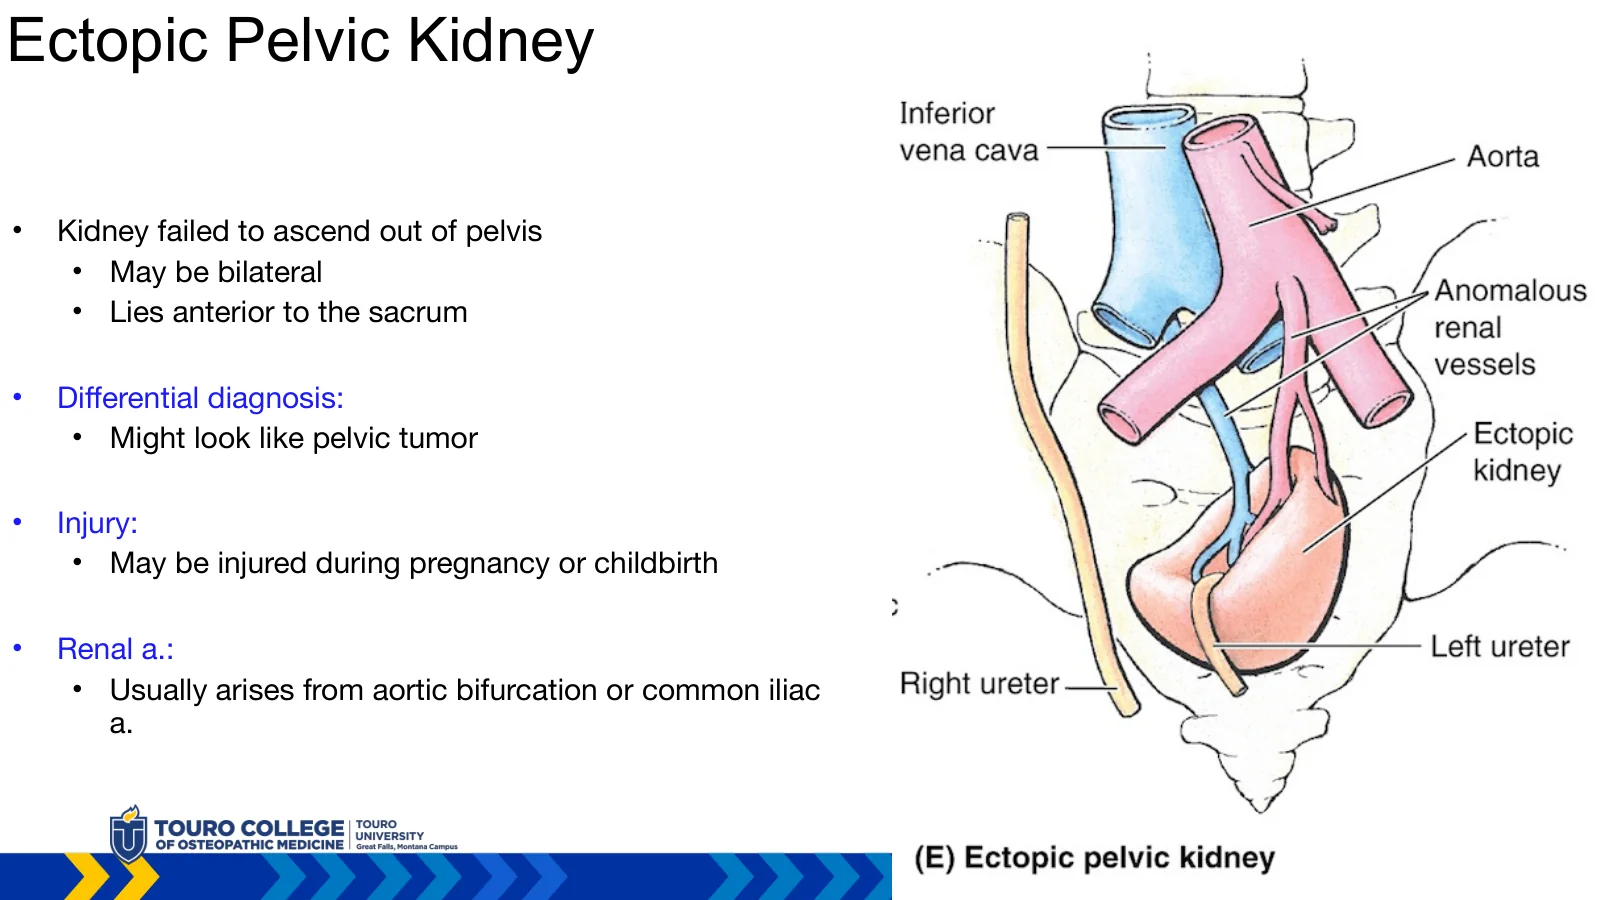 Ectopic Pelvic Kidney
• Kidney failed to ascend out of pelvis
• May be bilateral
• Lies anterior to the sacrum
• Differential diagnosis:
• Might look like pelvic tumor
• Injury:
• May be injured during pregnancy or childbirth
• Renal a.:
• Usually arises from aortic bifurcation or common iliac
a.
TOURO COLLEGE
OF OSTEOPATHIC MEDICINE
TOURO
UNIVERSITY
Great Falls, Montana Campus
Inferior
vena cava
Aorta
Anomalous
renal
vessels
Ectopic
kidney
Left ureter
Right ureter
(E) Ectopic pelvic kidney